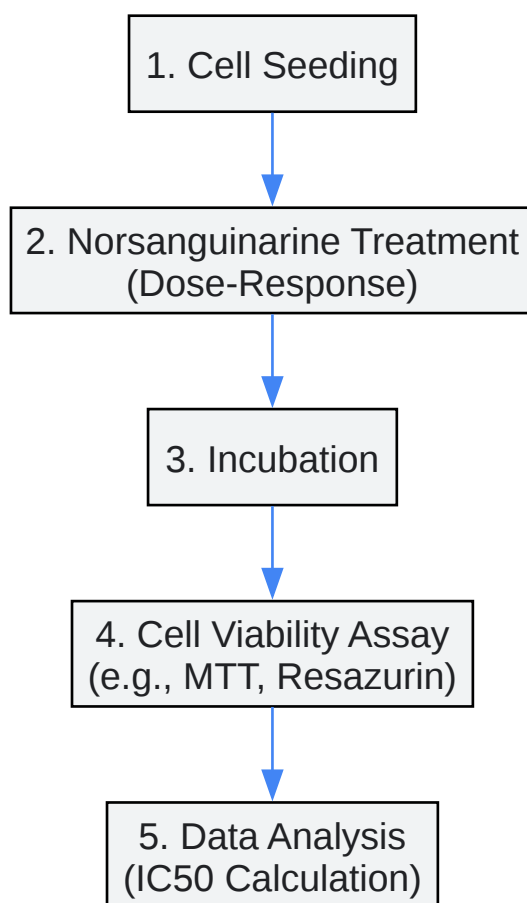 1. Cell Seeding
2. Norsanguinarine Treatment
(Dose-Response)
3. Incubation
4. Cell Viability Assay
(e.g., MTT, Resazurin)
5. Data Analysis
(IC50 Calculation)